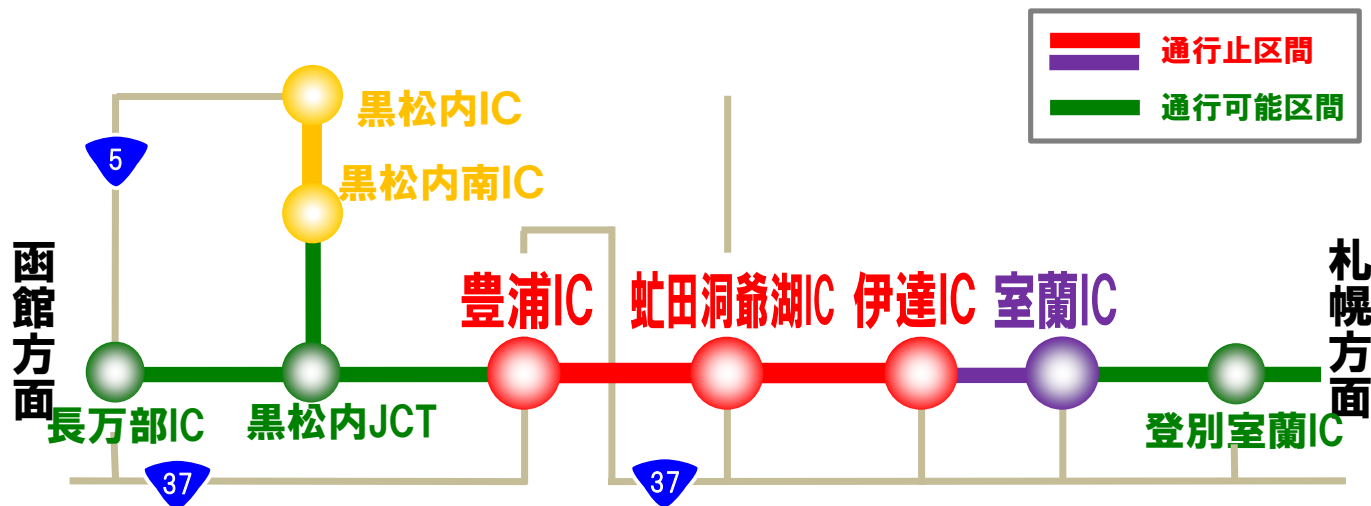 通行止区間
通行可能区間
黒松内IC
5
黒松内南IC
函館方面
札幌方面
豊浦IC
虻田洞爺湖IC
伊達IC
室蘭IC
長万部IC
黒松内JCT
登別室蘭IC
37
37